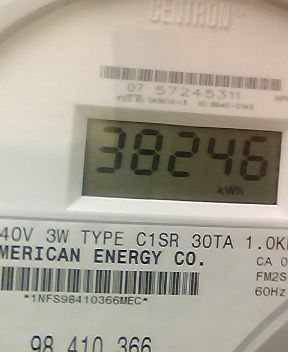 CENTRON®
07 57245311
38246
kWh
40V 3W TYPE C1SR 30TA 1.0K
MERICAN ENERGY CO.
CA 0
FM2S
60Hz
*1NFS98410366MEC*
98 410 366